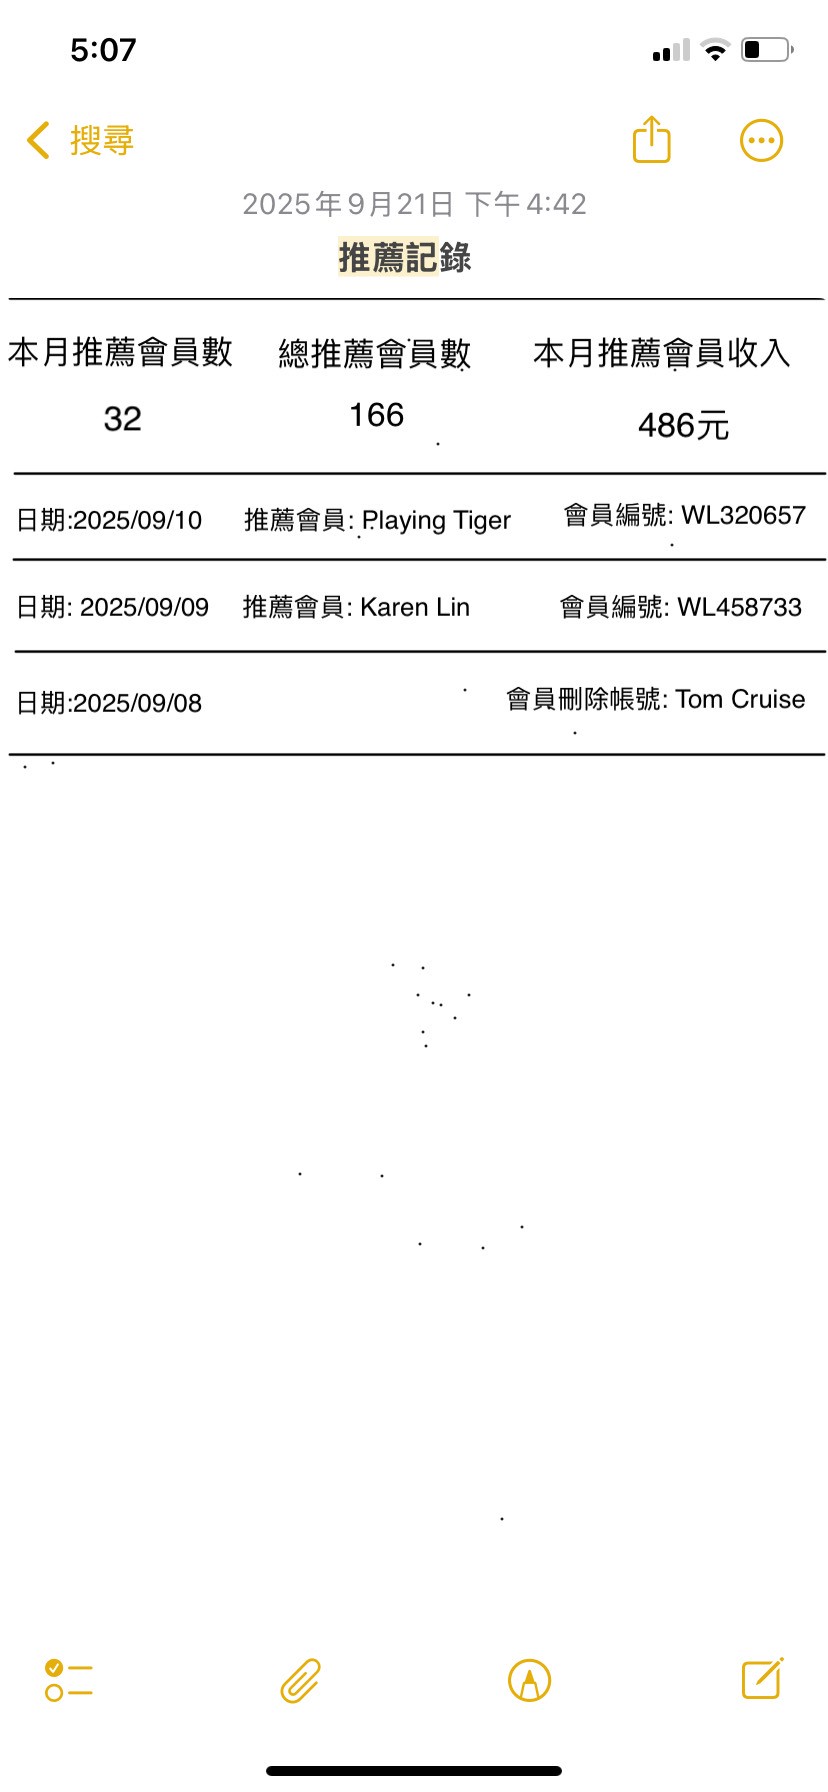 5:07
搜尋
2025年9月21日 下午4:42
推薦記錄
本月推薦會員數 總推薦會員數 本月推薦會員收入
32 166 486元
日期:2025/09/10 推薦會員: Playing Tiger 會員編號: WL320657
日期: 2025/09/09 推薦會員: Karen Lin 會員編號: WL458733
日期:2025/09/08 會員刪除帳號: Tom Cruise